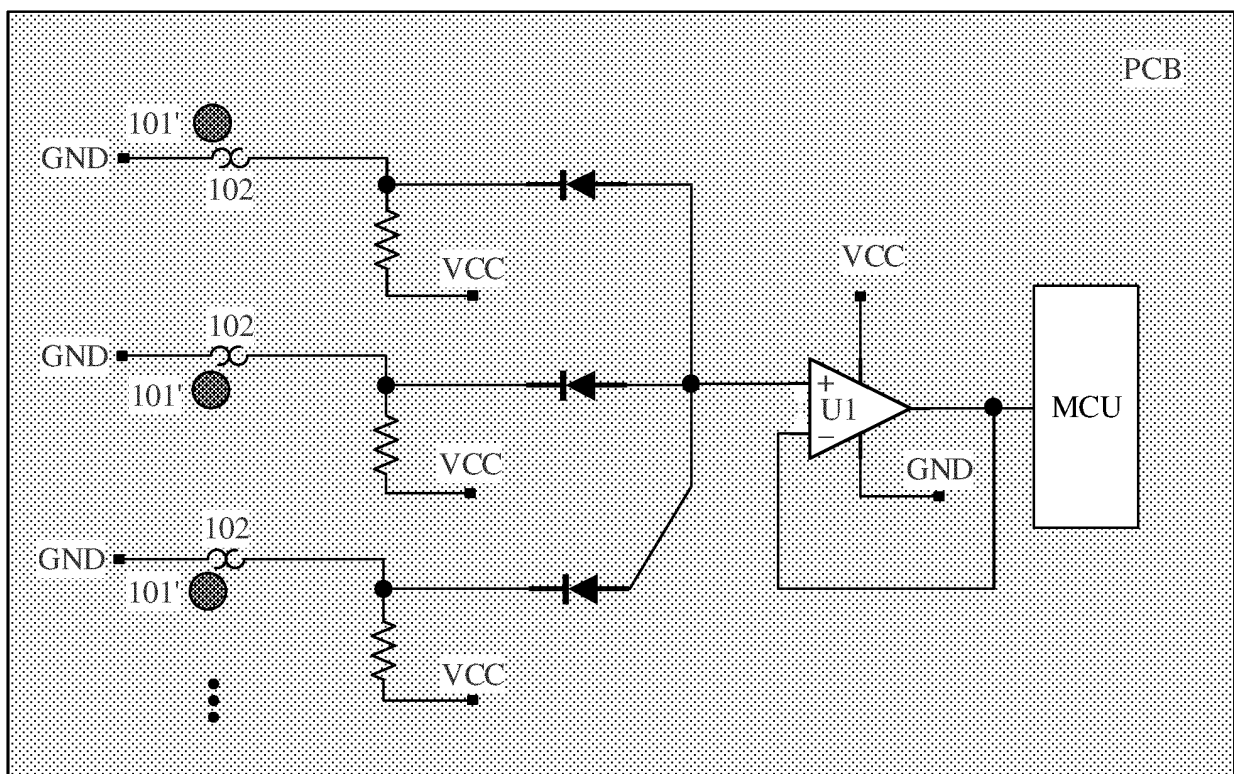 PCB
101'
GND
102
VCC
VCC
102
GND
101'
+
U1
−
MCU
VCC
GND
102
GND
101'
VCC